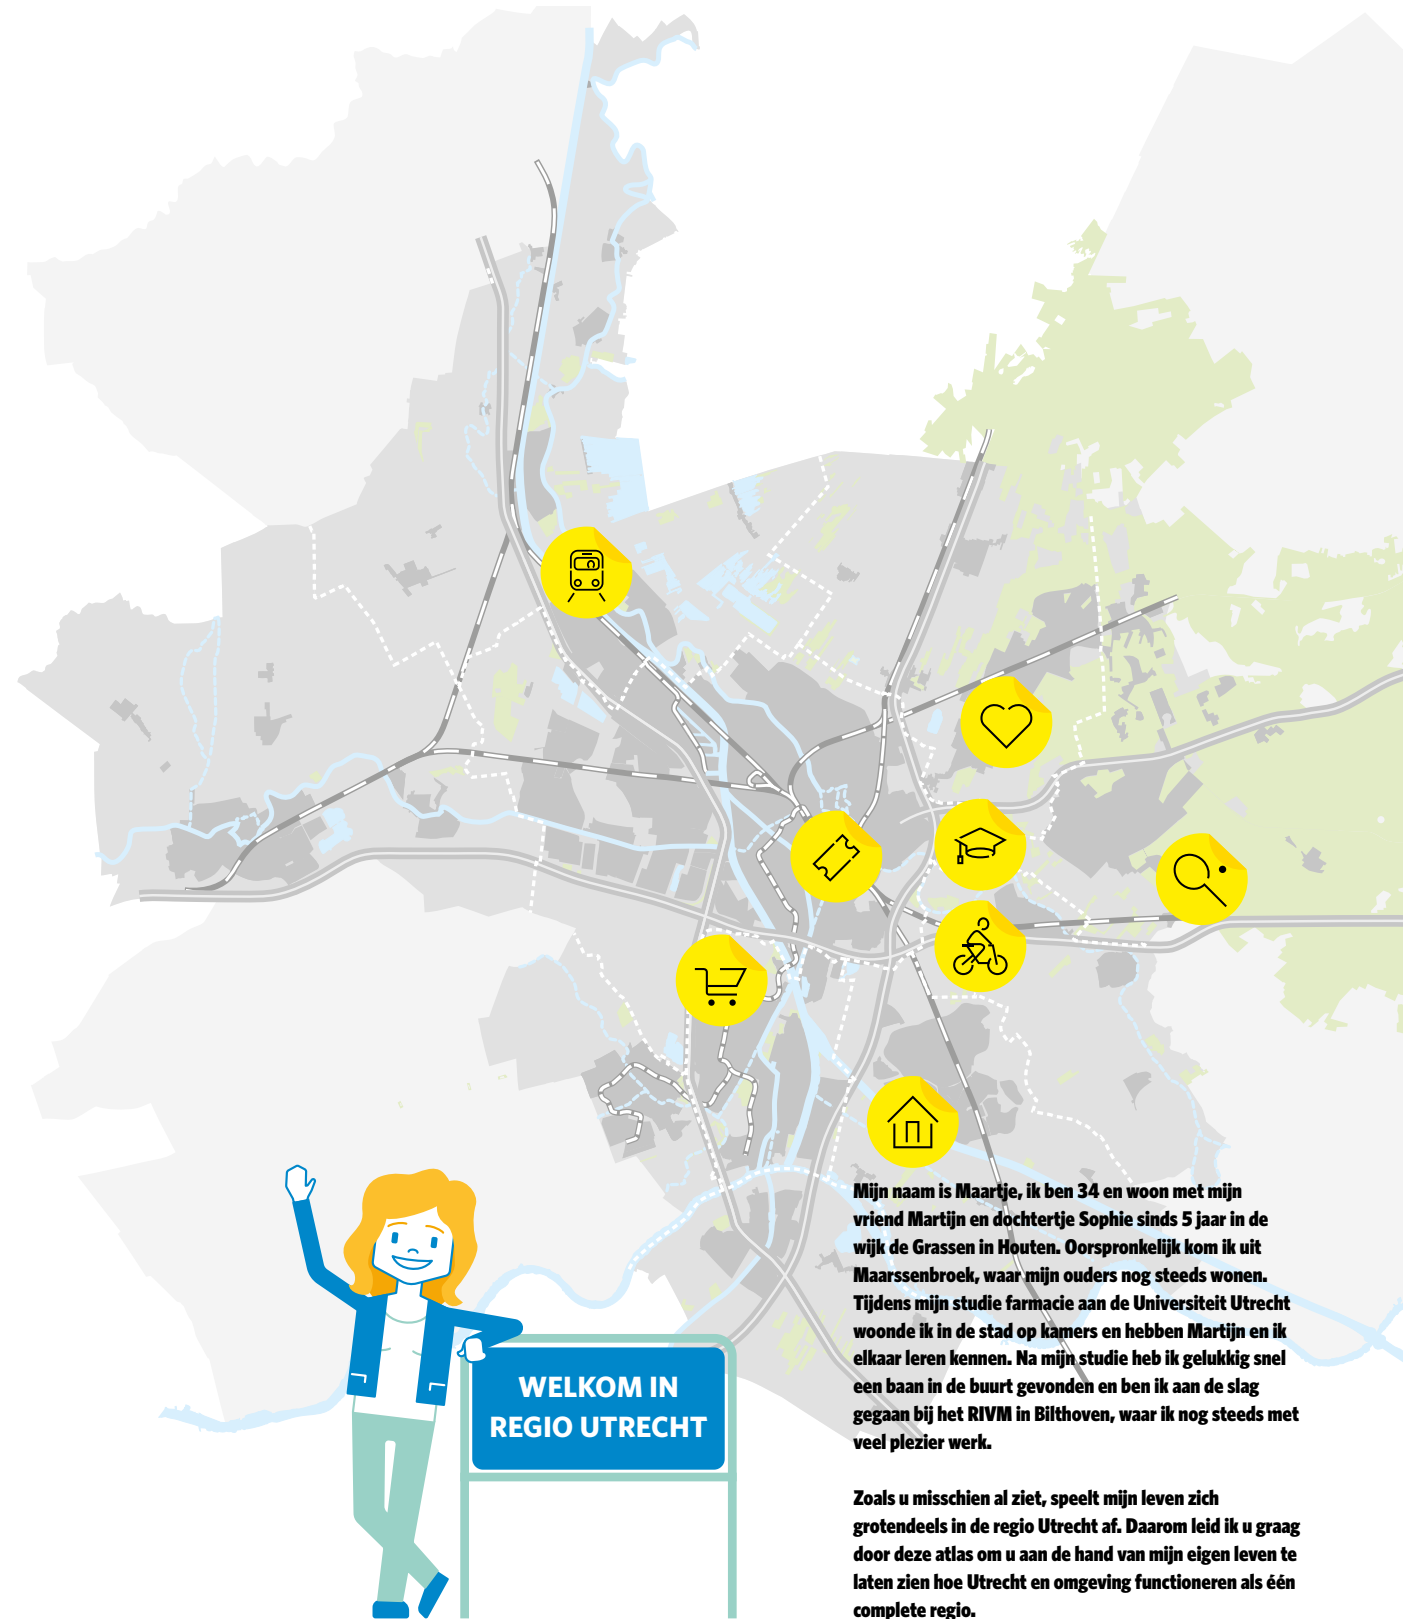 WELKOM IN
REGIO UTRECHT
Mijn naam is Maartje, ik ben 34 en woon met mijn
vriend Martijn en dochtertje Sophie sinds 5 jaar in de
wijk de Grassen in Houten. Oorspronkelijk kom ik uit
Maarssenbroek, waar mijn ouders nog steeds wonen.
Tijdens mijn studie farmacie aan de Universiteit Utrecht
woonde ik in de stad op kamers en hebben Martijn en ik
elkaar leren kennen. Na mijn studie heb ik gelukkig snel
een baan in de buurt gevonden en ben ik aan de slag
gegaan bij het RIVM in Bilthoven, waar ik nog steeds met
veel plezier werk.
Zoals u misschien al ziet, speelt mijn leven zich
grotendeels in de regio Utrecht af. Daarom leid ik u graag
door deze atlas om u aan de hand van mijn eigen leven te
laten zien hoe Utrecht en omgeving functioneren als één
complete regio.